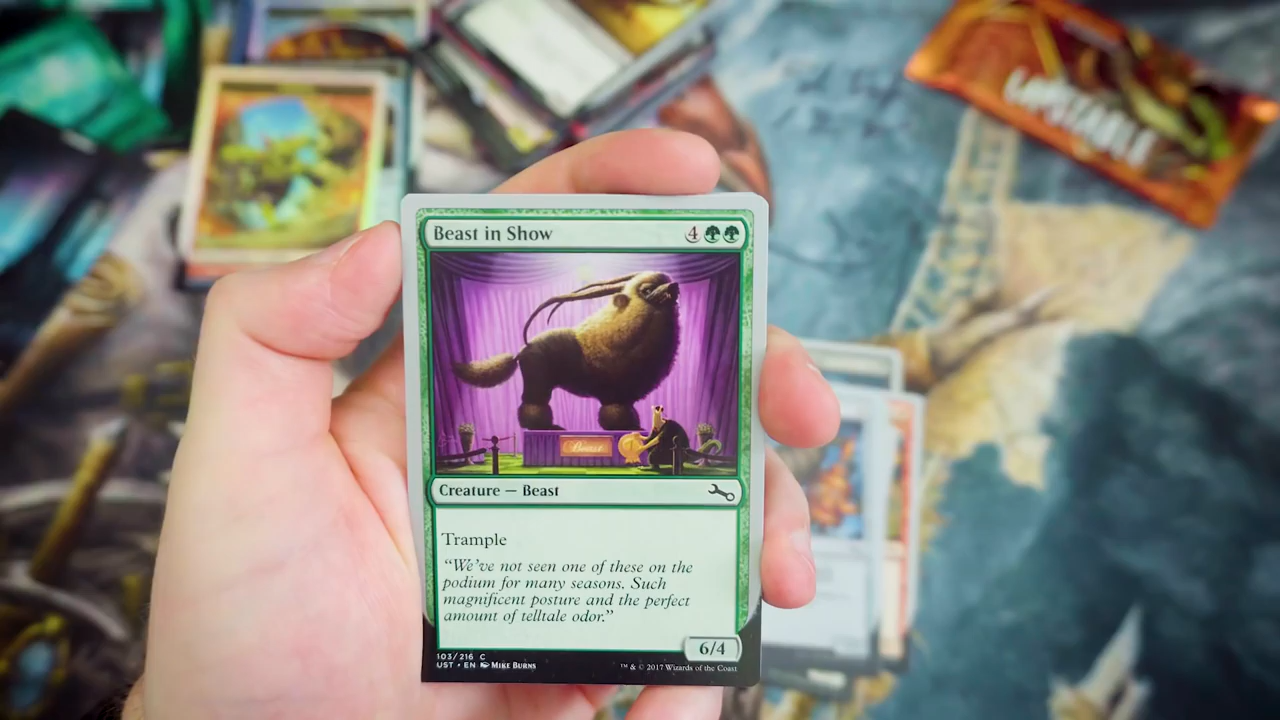 UNSTABLE
Beast in Show 4
Beast
Creature — Beast
Trample
“We’ve not seen one of these on the
podium for many seasons. Such
magnificent posture and the perfect
amount of telltale odor.”
6/4
103/216 C
UST • EN Mike Burns
™ & © 2017 Wizards of the Coast